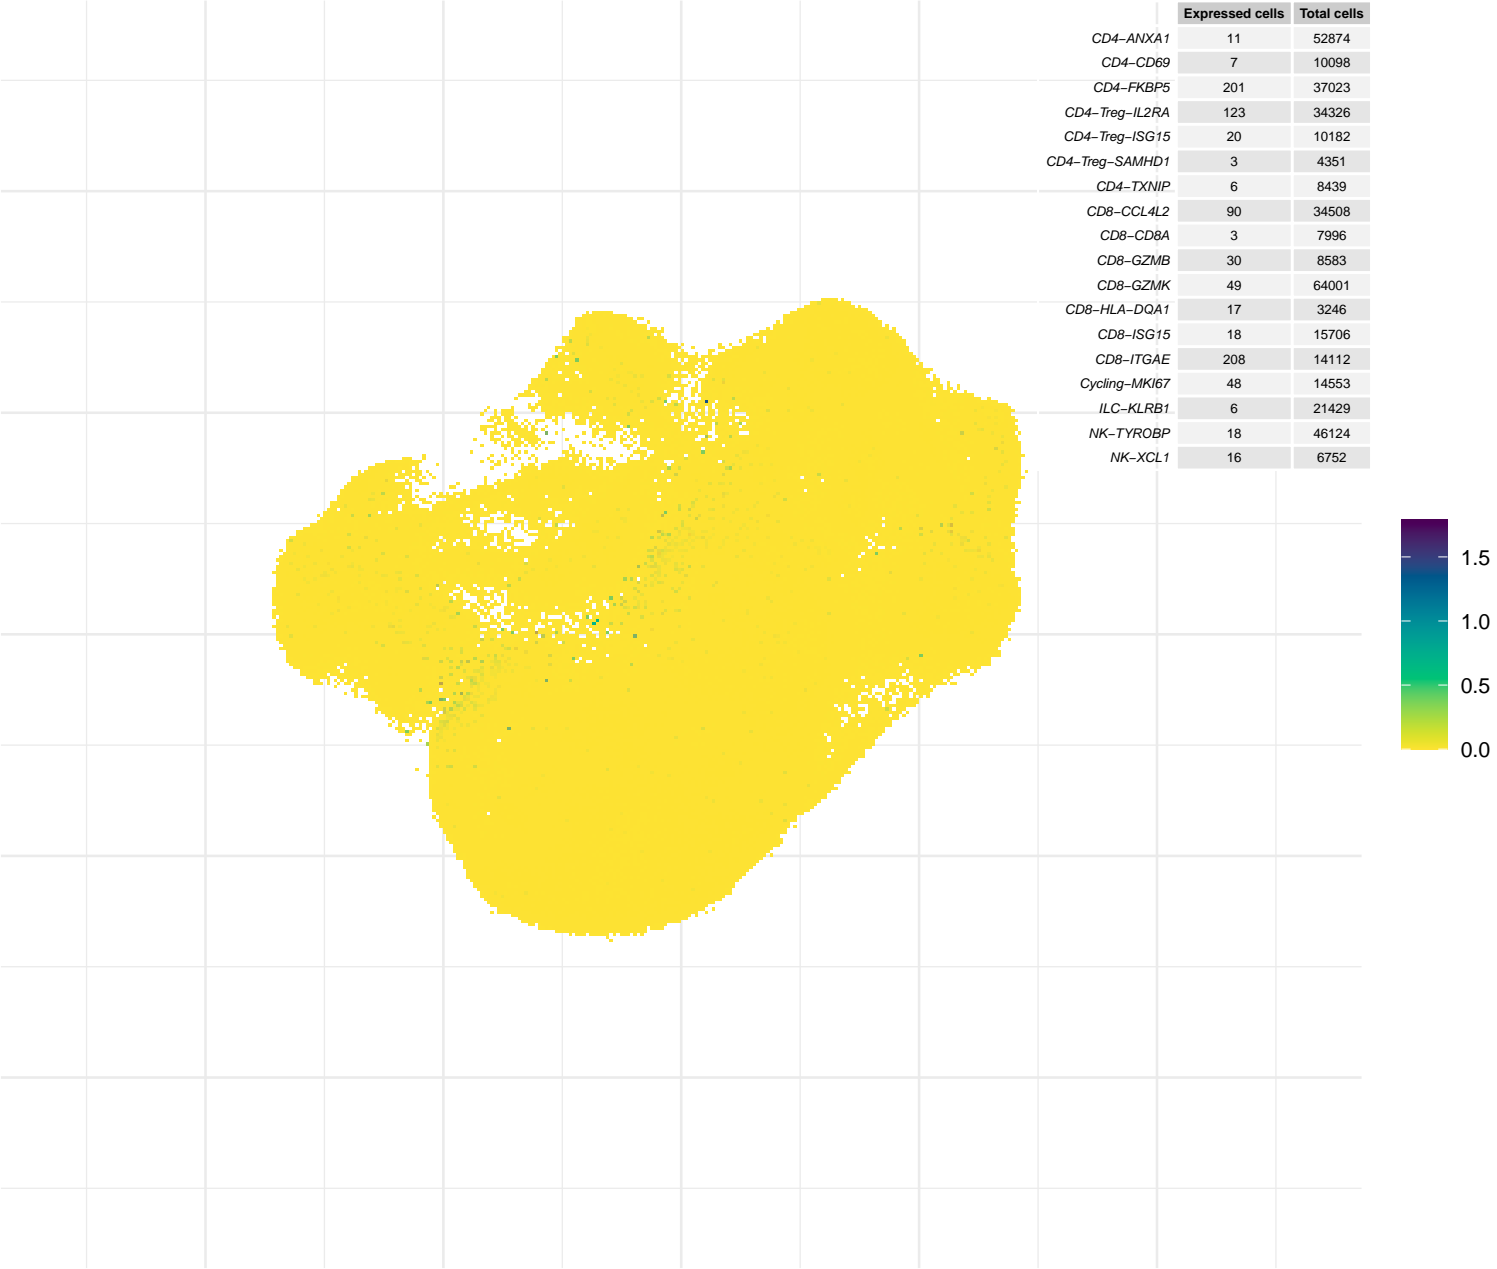 Expressed cells Total cells
CD4−ANXA1 11 52874
CD4−CD69 7 10098
CD4−FKBP5 201 37023
CD4−Treg−IL2RA 123 34326
CD4−Treg−ISG15 20 10182
CD4−Treg−SAMHD1 3 4351
CD4−TXNIP 6 8439
CD8−CCL4L2 90 34508
CD8−CD8A 3 7996
CD8−GZMB 30 8583
CD8−GZMK 49 64001
CD8−HLA−DQA1 17 3246
CD8−ISG15 18 15706
CD8−ITGAE 208 14112
Cycling−MKI67 48 14553
ILC−KLRB1 6 21429
NK−TYROBP 18 46124
NK−XCL1 16 6752
1.5
1.0
0.5
0.0